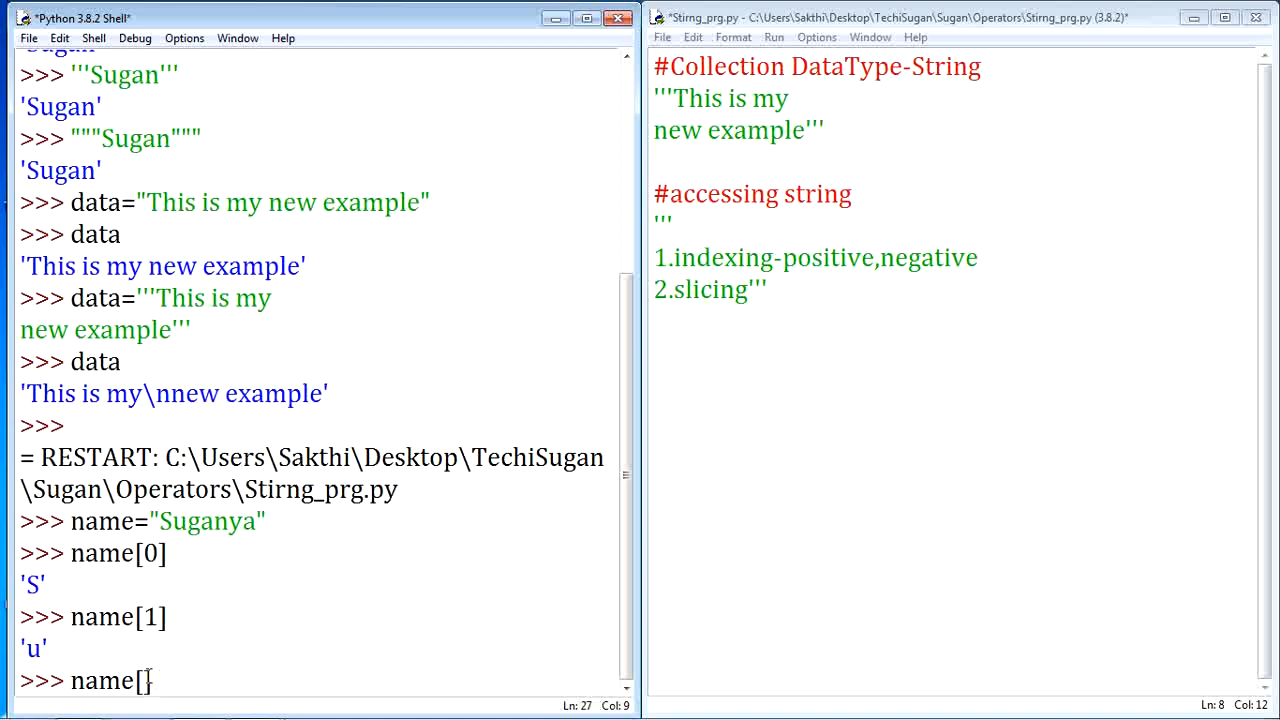 *Python 3.8.2 Shell*
File Edit Shell Debug Options Window Help
'Sugan'
>>> '''Sugan'''
'Sugan'
>>> """Sugan"""
'Sugan'
>>> data="This is my new example"
>>> data
'This is my new example'
>>> data='''This is my
new example'''
>>> data
'This is my\nnew example'
>>>
= RESTART: C:\Users\Sakthi\Desktop\TechiSugan
\Sugan\Operators\Stirng_prg.py
>>> name="Suganya"
>>> name[0]
'S'
>>> name[1]
'u'
>>> name[]
Ln: 27 Col: 9
*Stirng_prg.py - C:\Users\Sakthi\Desktop\TechiSugan\Sugan\Operators\Stirng_prg.py (3.8.2)*
File Edit Format Run Options Window Help
#Collection DataType-String
'''This is my
new example'''
#accessing string
'''
1.indexing-positive,negative
2.slicing'''
Ln: 8 Col: 12